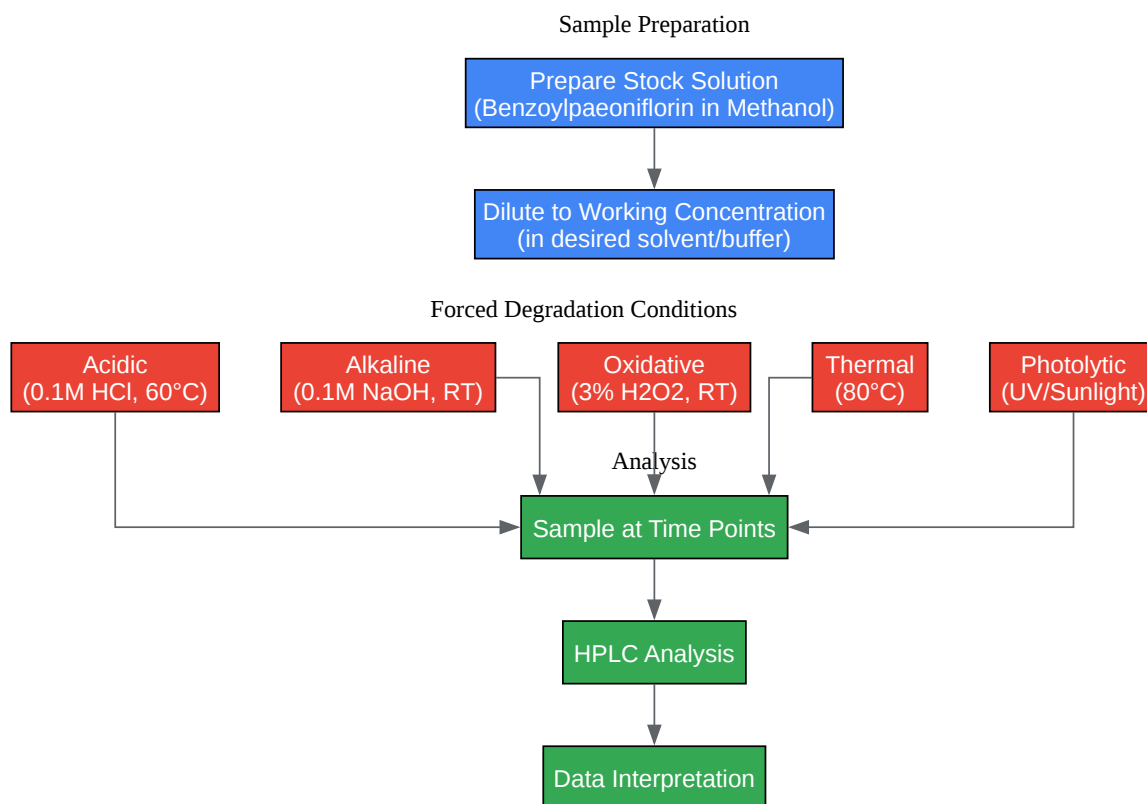 Sample Preparation
Prepare Stock Solution
(Benzoylpaeoniflorin in Methanol)
Dilute to Working Concentration
(in desired solvent/buffer)
Forced Degradation Conditions
Acidic
(0.1M HCl, 60°C)
Alkaline
(0.1M NaOH, RT)
Oxidative
(3% H2O2, RT)
Thermal
(80°C)
Photolytic
(UV/Sunlight)
Analysis
Sample at Time Points
HPLC Analysis
Data Interpretation